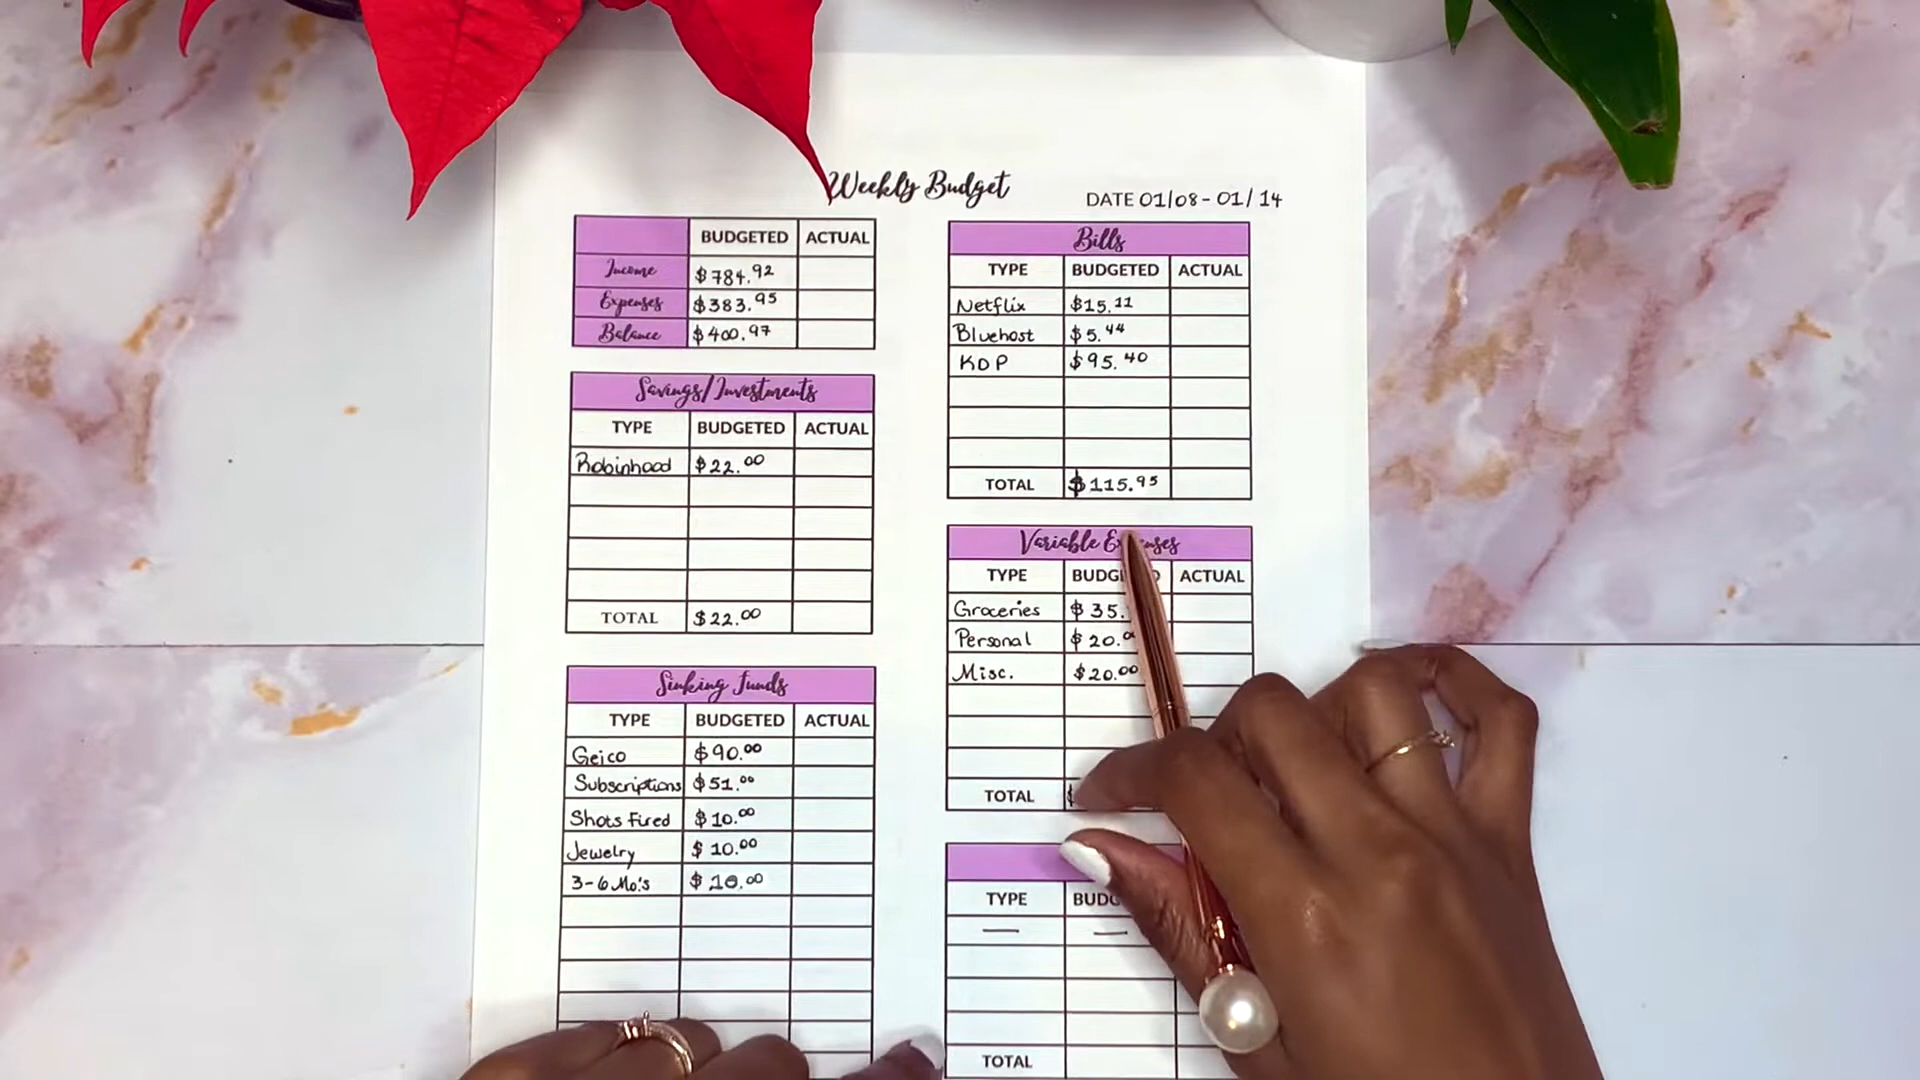 Weekly Budget
DATE 01/08 - 01/14
BUDGETED ACTUAL
Income $784.92
Expenses $383.95
Balance $400.97
Savings/Investments
TYPE BUDGETED ACTUAL
Robinhood $22.00
TOTAL $22.00
Sinking Funds
TYPE BUDGETED ACTUAL
Geico $90.00
Subscriptions $51.00
Shots Fired $10.00
Jewelry $10.00
3-6 Mo.'s $10.00
Bills
TYPE BUDGETED ACTUAL
Netflix $15.11
Bluehost $5.44
KDP $95.40
TOTAL $115.95
Variable
TYPE ACTUAL
Groceries $35.
Personal $20.
Misc. $20.00
TOTAL
TYPE
— —
TOTAL